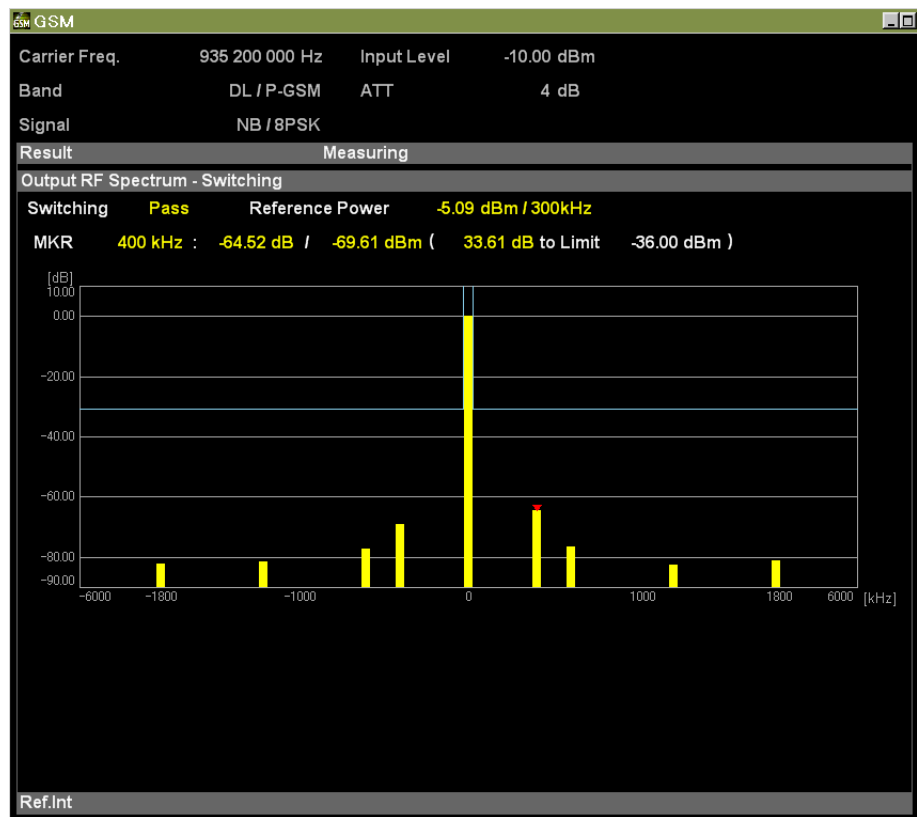 GSM GSM
Carrier Freq. 935 200 000 Hz Input Level -10.00 dBm
Band DL / P-GSM ATT 4 dB
Signal NB / 8PSK
Result Measuring
Output RF Spectrum - Switching
Switching Pass Reference Power -5.09 dBm / 300kHz
MKR 400 kHz : -64.52 dB / -69.61 dBm ( 33.61 dB to Limit -36.00 dBm )
[dB]
10.00
0.00
-20.00
-40.00
-60.00
-80.00
-90.00
-6000 -1800 -1000 0 1000 1800 6000 [kHz]
Ref.Int